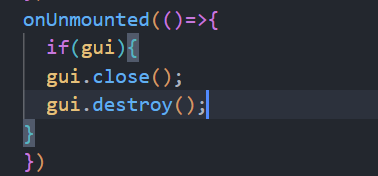 onUnmounted(()=>{
if(gui){
gui.close();
gui.destroy();
}
})